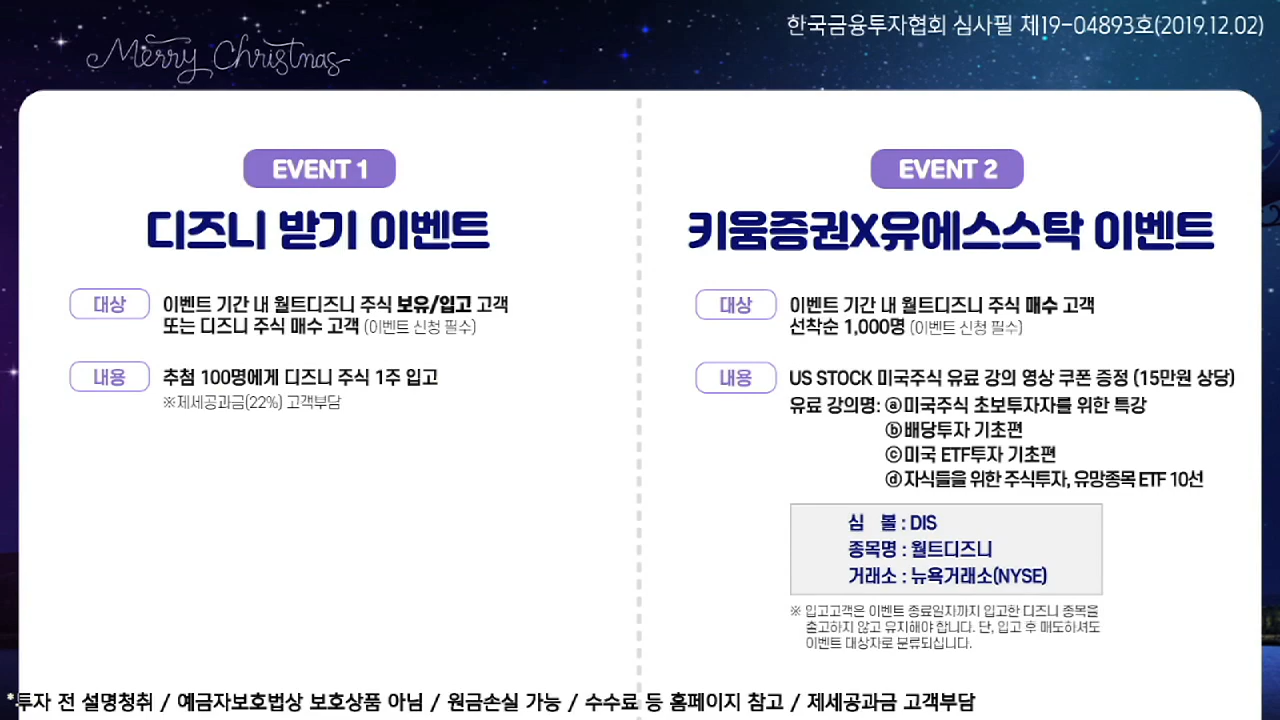 한국금융투자협회 심사필 제19-04893호(2019.12.02)
Merry Christmas
EVENT 1
디즈니 받기 이벤트
대상
이벤트 기간 내 월트디즈니 주식 보유/입고 고객
또는 디즈니 주식 매수 고객 (이벤트 신청 필수)
내용
추첨 100명에게 디즈니 주식 1주 입고
※제세공과금(22%) 고객부담
EVENT 2
키움증권X유에스스탁 이벤트
대상
이벤트 기간 내 월트디즈니 주식 매수 고객
선착순 1,000명 (이벤트 신청 필수)
내용
US STOCK 미국주식 유료 강의 영상 쿠폰 증정 (15만원 상당)
유료 강의명: ⓐ미국주식 초보투자자를 위한 특강
ⓑ배당투자 기초편
ⓒ미국 ETF투자 기초편
ⓓ자식들을 위한 주식투자, 유망종목 ETF 10선
심 볼 : DIS
종목명 : 월트디즈니
거래소 : 뉴욕거래소(NYSE)
※ 입고고객은 이벤트 종료일자까지 입고한 디즈니 종목을
출고하지 않고 유지해야 합니다. 단, 입고 후 매도하셔도
이벤트 대상자로 분류되십니다.
*투자 전 설명청취 / 예금자보호법상 보호상품 아님 / 원금손실 가능 / 수수료 등 홈페이지 참고 / 제세공과금 고객부담